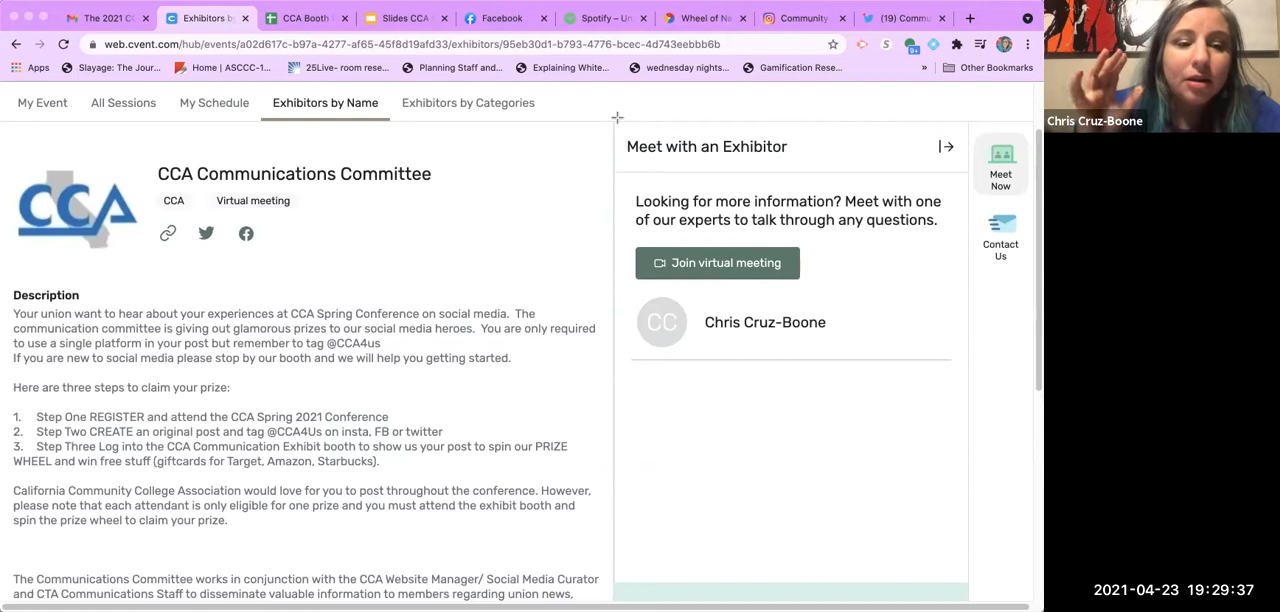 The 2021 CC
Exhibitors by
CCA Booth
Slides CCA
Facebook
Spotify – Un
Wheel of Na
Community
(19) Commu
web.cvent.com/hub/events/a02d617c-b97a-4277-af65-45f8d19afd33/exhibitors/95eb30d1-b793-4776-bcec-4d743eebbb6b
S
9+
Apps
Slayage: The Jour...
Home | ASCCC-1...
25Live- room rese...
Planning Staff and...
Explaining White...
wednesday nights...
Gamification Rese...
»
Other Bookmarks
My Event
All Sessions
My Schedule
Exhibitors by Name
Exhibitors by Categories
CCA
CCA Communications Committee
CCA
Virtual meeting
Description
Your union want to hear about your experiences at CCA Spring Conference on social media. The
communication committee is giving out glamorous prizes to our social media heroes. You are only required
to use a single platform in your post but remember to tag @CCA4us
If you are new to social media please stop by our booth and we will help you getting started.
Here are three steps to claim your prize:
1. Step One REGISTER and attend the CCA Spring 2021 Conference
2. Step Two CREATE an original post and tag @CCA4Us on insta, FB or twitter
3. Step Three Log into the CCA Communication Exhibit booth to show us your post to spin our PRIZE
WHEEL and win free stuff (giftcards for Target, Amazon, Starbucks).
California Community College Association would love for you to post throughout the conference. However,
please note that each attendant is only eligible for one prize and you must attend the exhibit booth and
spin the prize wheel to claim your prize.
The Communications Committee works in conjunction with the CCA Website Manager/ Social Media Curator
and CTA Communications Staff to disseminate valuable information to members regarding union news,
Meet with an Exhibitor
Looking for more information? Meet with one
of our experts to talk through any questions.
Join virtual meeting
CC
Chris Cruz-Boone
Meet
Now
Contact
Us
Chris Cruz-Boone
2021-04-23 19:29:37